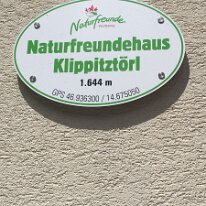 Naturfreunde
Naturfreundehaus
Klippitztörl
1.644 m
GPS 46.936300 / 14.675050